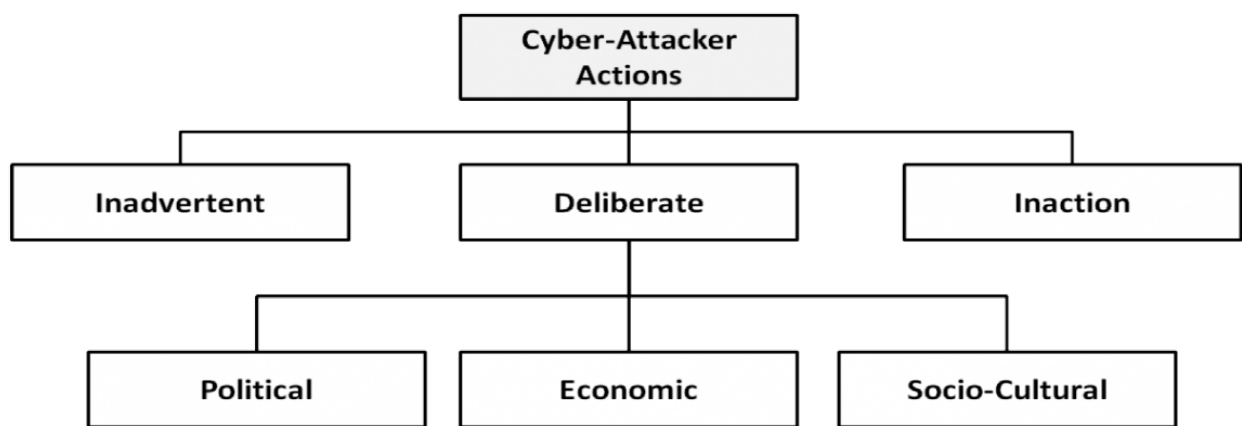 Cyber-Attacker
Actions
Inadvertent
Deliberate
Inaction
Political
Economic
Socio-Cultural